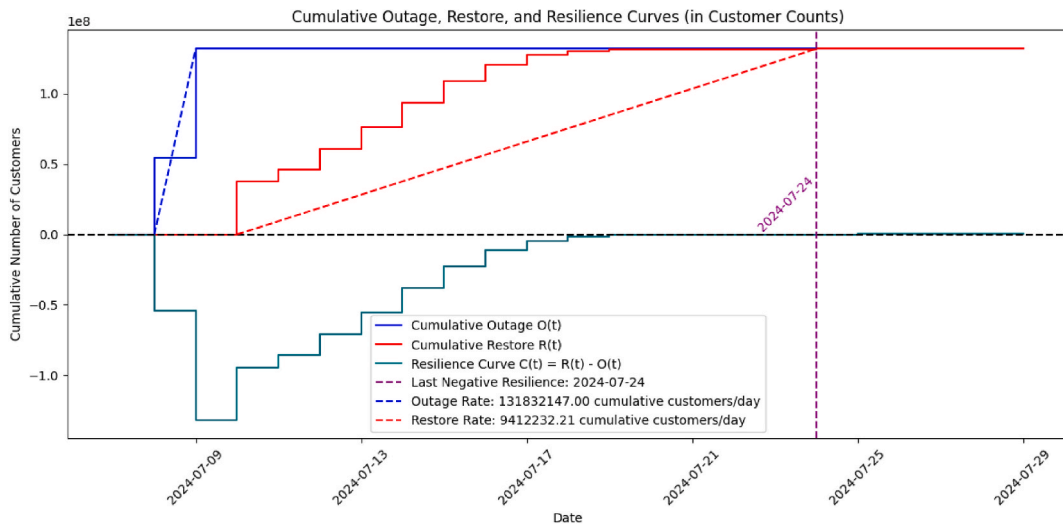 Cumulative Outage, Restore, and Resilience Curves (in Customer Counts)
1e8
1.0
0.5
0.0
−0.5
−1.0
Cumulative Number of Customers
2024-07-24
Cumulative Outage O(t)
Cumulative Restore R(t)
Resilience Curve C(t) = R(t) - O(t)
Last Negative Resilience: 2024-07-24
Outage Rate: 131832147.00 cumulative customers/day
Restore Rate: 9412232.21 cumulative customers/day
2024-07-09
2024-07-13
2024-07-17
2024-07-21
2024-07-25
2024-07-29
Date